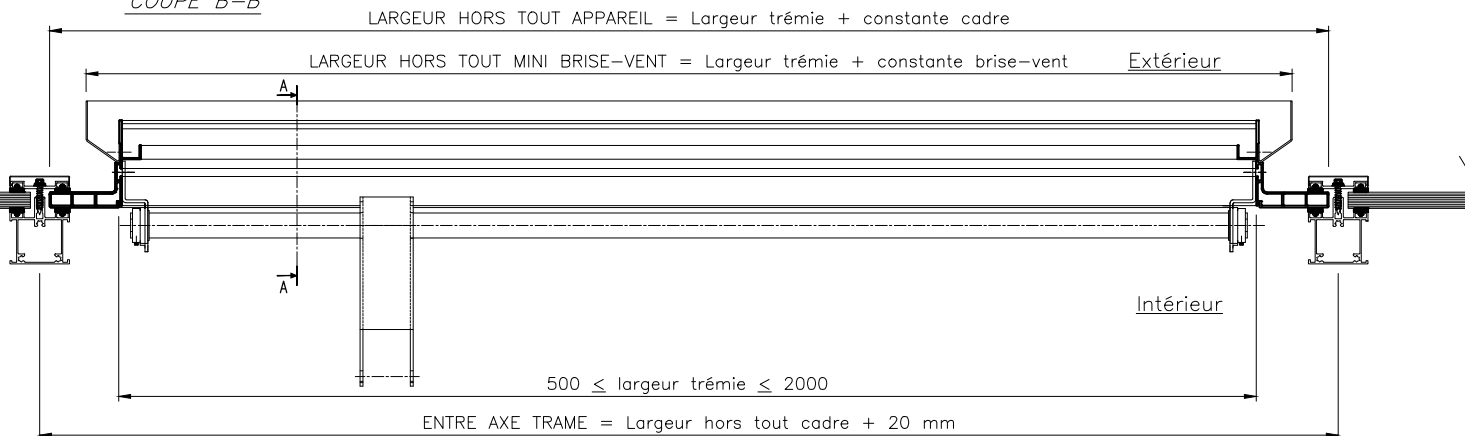 COUPE B-B
LARGEUR HORS TOUT APPAREIL = Largeur trémie + constante cadre
LARGEUR HORS TOUT MINI BRISE-VENT = Largeur trémie + constante brise-vent
Extérieur
A
A
Intérieur
500 ≤ largeur trémie ≤ 2000
ENTRE AXE TRAME = Largeur hors tout cadre + 20 mm